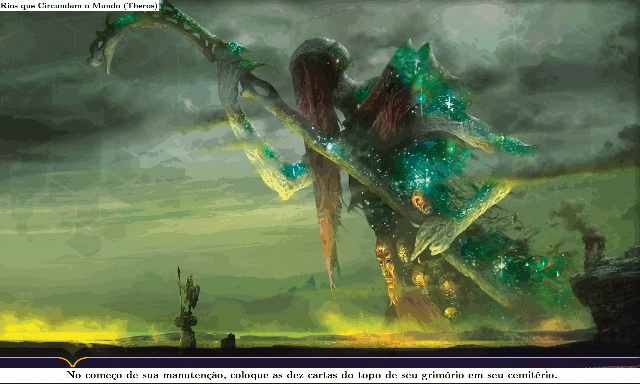 Rios que Circundam o Mundo (Theros)
No começo de sua manutenção, coloque as dez cartas do topo de seu grimório em seu cemitério.